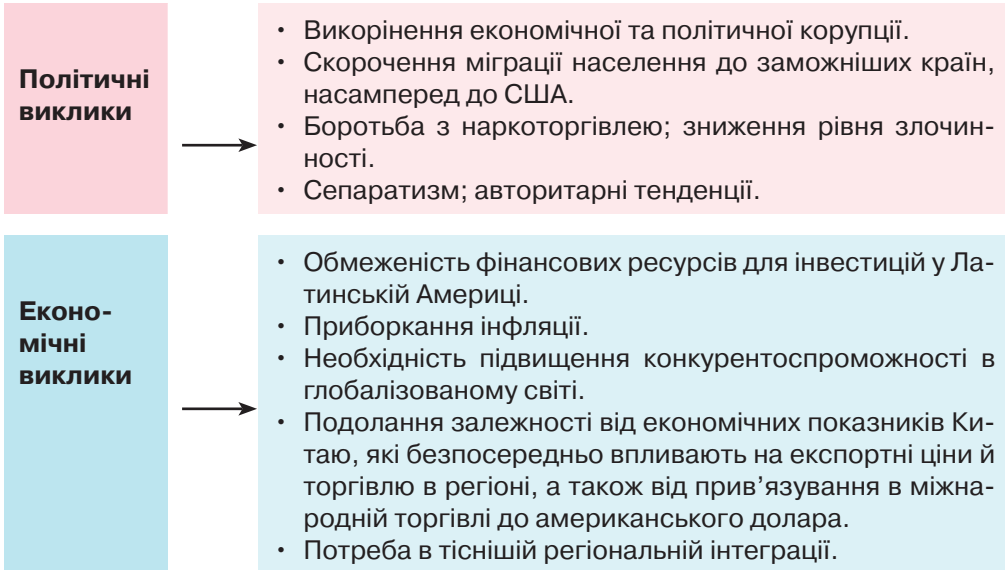 Політичні
виклики
• Викорінення економічної та політичної корупції.
• Скорочення міграції населення до заможніших країн,
насамперед до США.
• Боротьба з наркоторгівлею; зниження рівня злочин-
ності.
• Сепаратизм; авторитарні тенденції.
Еконо-
мічні
виклики
• Обмеженість фінансових ресурсів для інвестицій у Ла-
тинській Америці.
• Приборкання інфляції.
• Необхідність підвищення конкурентоспроможності в
глобалізованому світі.
• Подолання залежності від економічних показників Ки-
таю, які безпосередньо впливають на експортні ціни й
торгівлю в регіоні, а також від прив’язування в міжна-
родній торгівлі до американського долара.
• Потреба в тіснішій регіональній інтеграції.